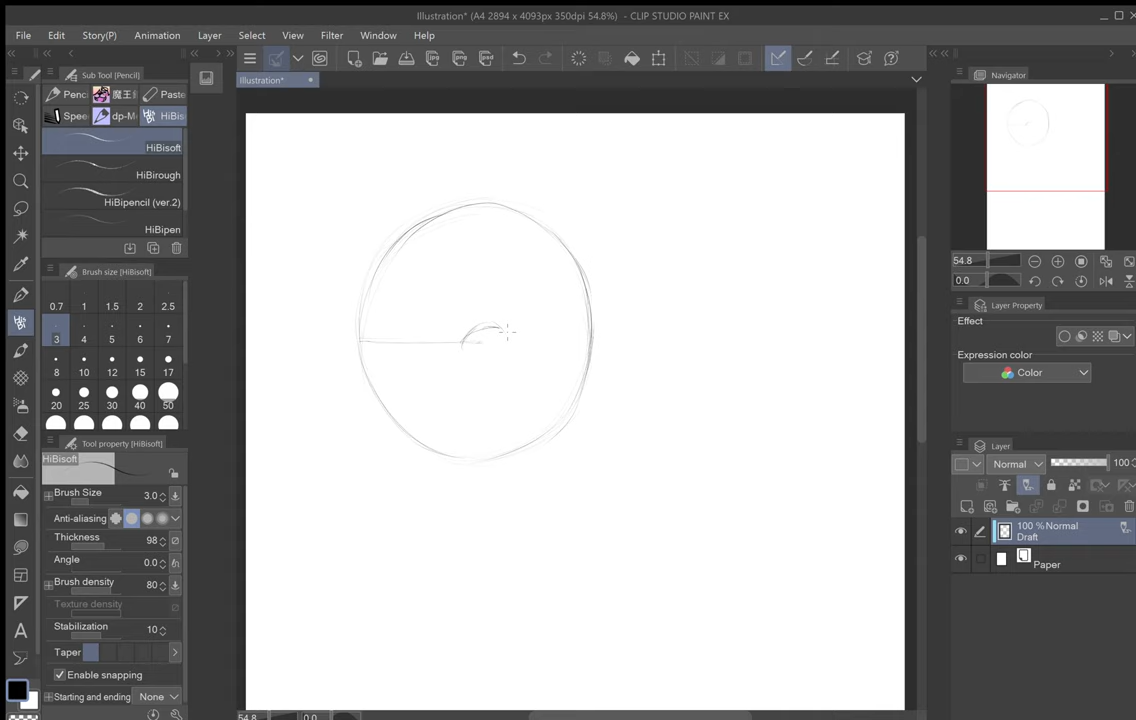 Illustration* (A4 2894 x 4093px 350dpi 54.8%)  - CLIP STUDIO PAINT EX
File Edit Story(P) Animation Layer Select View Filter Window Help
Sub Tool [Pencil]
Illustration*
Navigator
Penc 魔王 Paste
Spee dp-M HiBis
HiBisoft
HiBirough
HiBipencil (ver.2)
HiBipen
Brush size [HiBisoft]
0.7 1 1.5 2 2.5
3 4 5 6 7
8 10 12 15 17
20 25 30 40 50
Tool property [HiBisoft]
HiBisoft
Brush Size 3.0
Anti-aliasing
Thickness 98
Angle 0.0
Brush density 80
Texture density
Stabilization 10
Taper
Enable snapping
Starting and ending None
54.8
0.0
Layer Property
Effect
Expression color
Color
Layer
Normal 100
100 %Normal
Draft
Paper
54.8 0.0